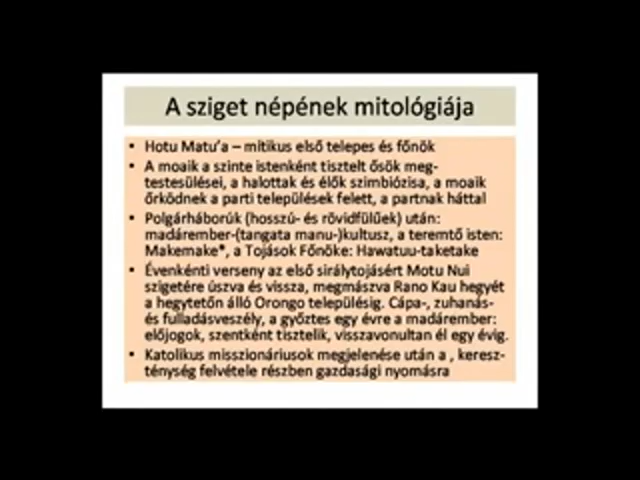 A sziget népének mitológiája
• Hotu Matu'a – mitikus első telepes és főnök
• A moaik a szinte istenként tisztelt ősök meg-
testesülései, a halottak és élők szimbiózisa, a moaik
őrködnek a parti települések felett, a partnak háttal
• Polgárháborúk (hosszú- és rövidfülűek) után:
madárember-(tangata manu-)kultusz, a teremtő isten:
Makemake*, a Tojások Főnöke: Hawatuu-taketake
• Évenkénti verseny az első sirálytojásért Motu Nui
szigetére úszva és vissza, megmászva Rano Kau hegyét
a hegytetőn álló Orongo településig. Cápa-, zuhanás-
és fulladásveszély, a győztes egy évre a madárember:
előjogok, szentként tisztelik, visszavonultan él egy évig.
• Katolikus misszionáriusok megjelenése után a , keresz-
ténység felvétele részben gazdasági nyomásra